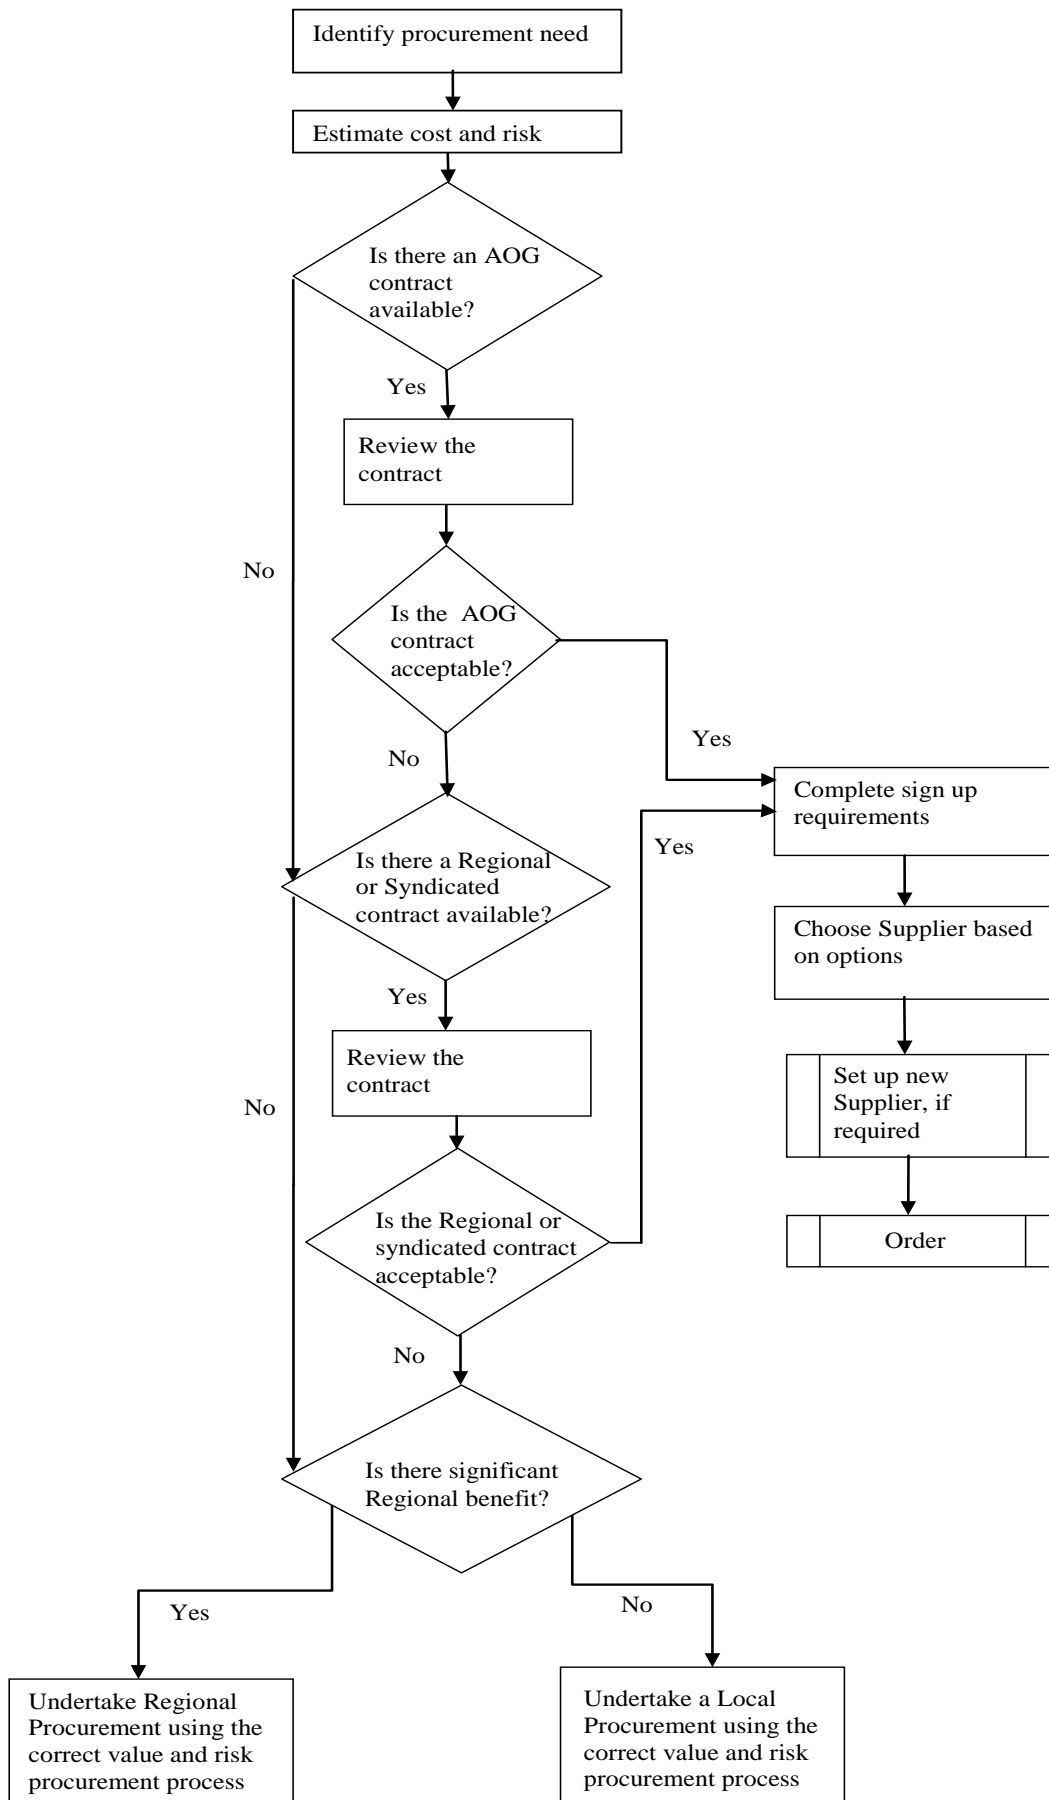 Identify procurement need
Estimate cost and risk
Is there an AOG
contract
available?
Yes
Review the
contract
No
Is the AOG
contract
acceptable?
Yes
No
Complete sign up
requirements
Yes
Is there a Regional
or Syndicated
contract available?
Choose Supplier based
on options
Yes
Review the
contract
Set up new
Supplier, if
required
No
Is the Regional or
syndicated contract
acceptable?
Order
No
Is there significant
Regional benefit?
Yes
No
Undertake Regional
Procurement using the
correct value and risk
procurement process
Undertake a Local
Procurement using the
correct value and risk
procurement process